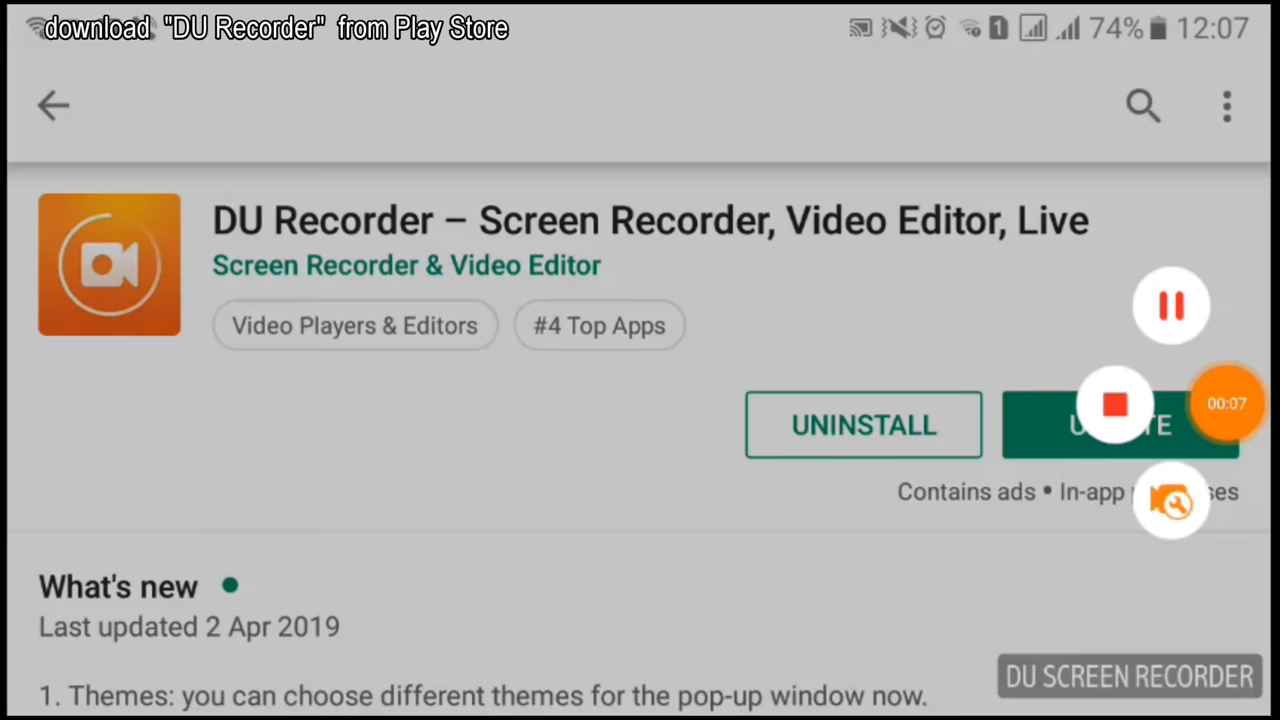 download "DU Recorder" from Play Store
1 74% 12:07
DU Recorder – Screen Recorder, Video Editor, Live
Screen Recorder & Video Editor
Video Players & Editors #4 Top Apps
UNINSTALL
00:07
Contains ads • In-app
What's new
Last updated 2 Apr 2019
1. Themes: you can choose different themes for the pop-up window now.
DU SCREEN RECORDER